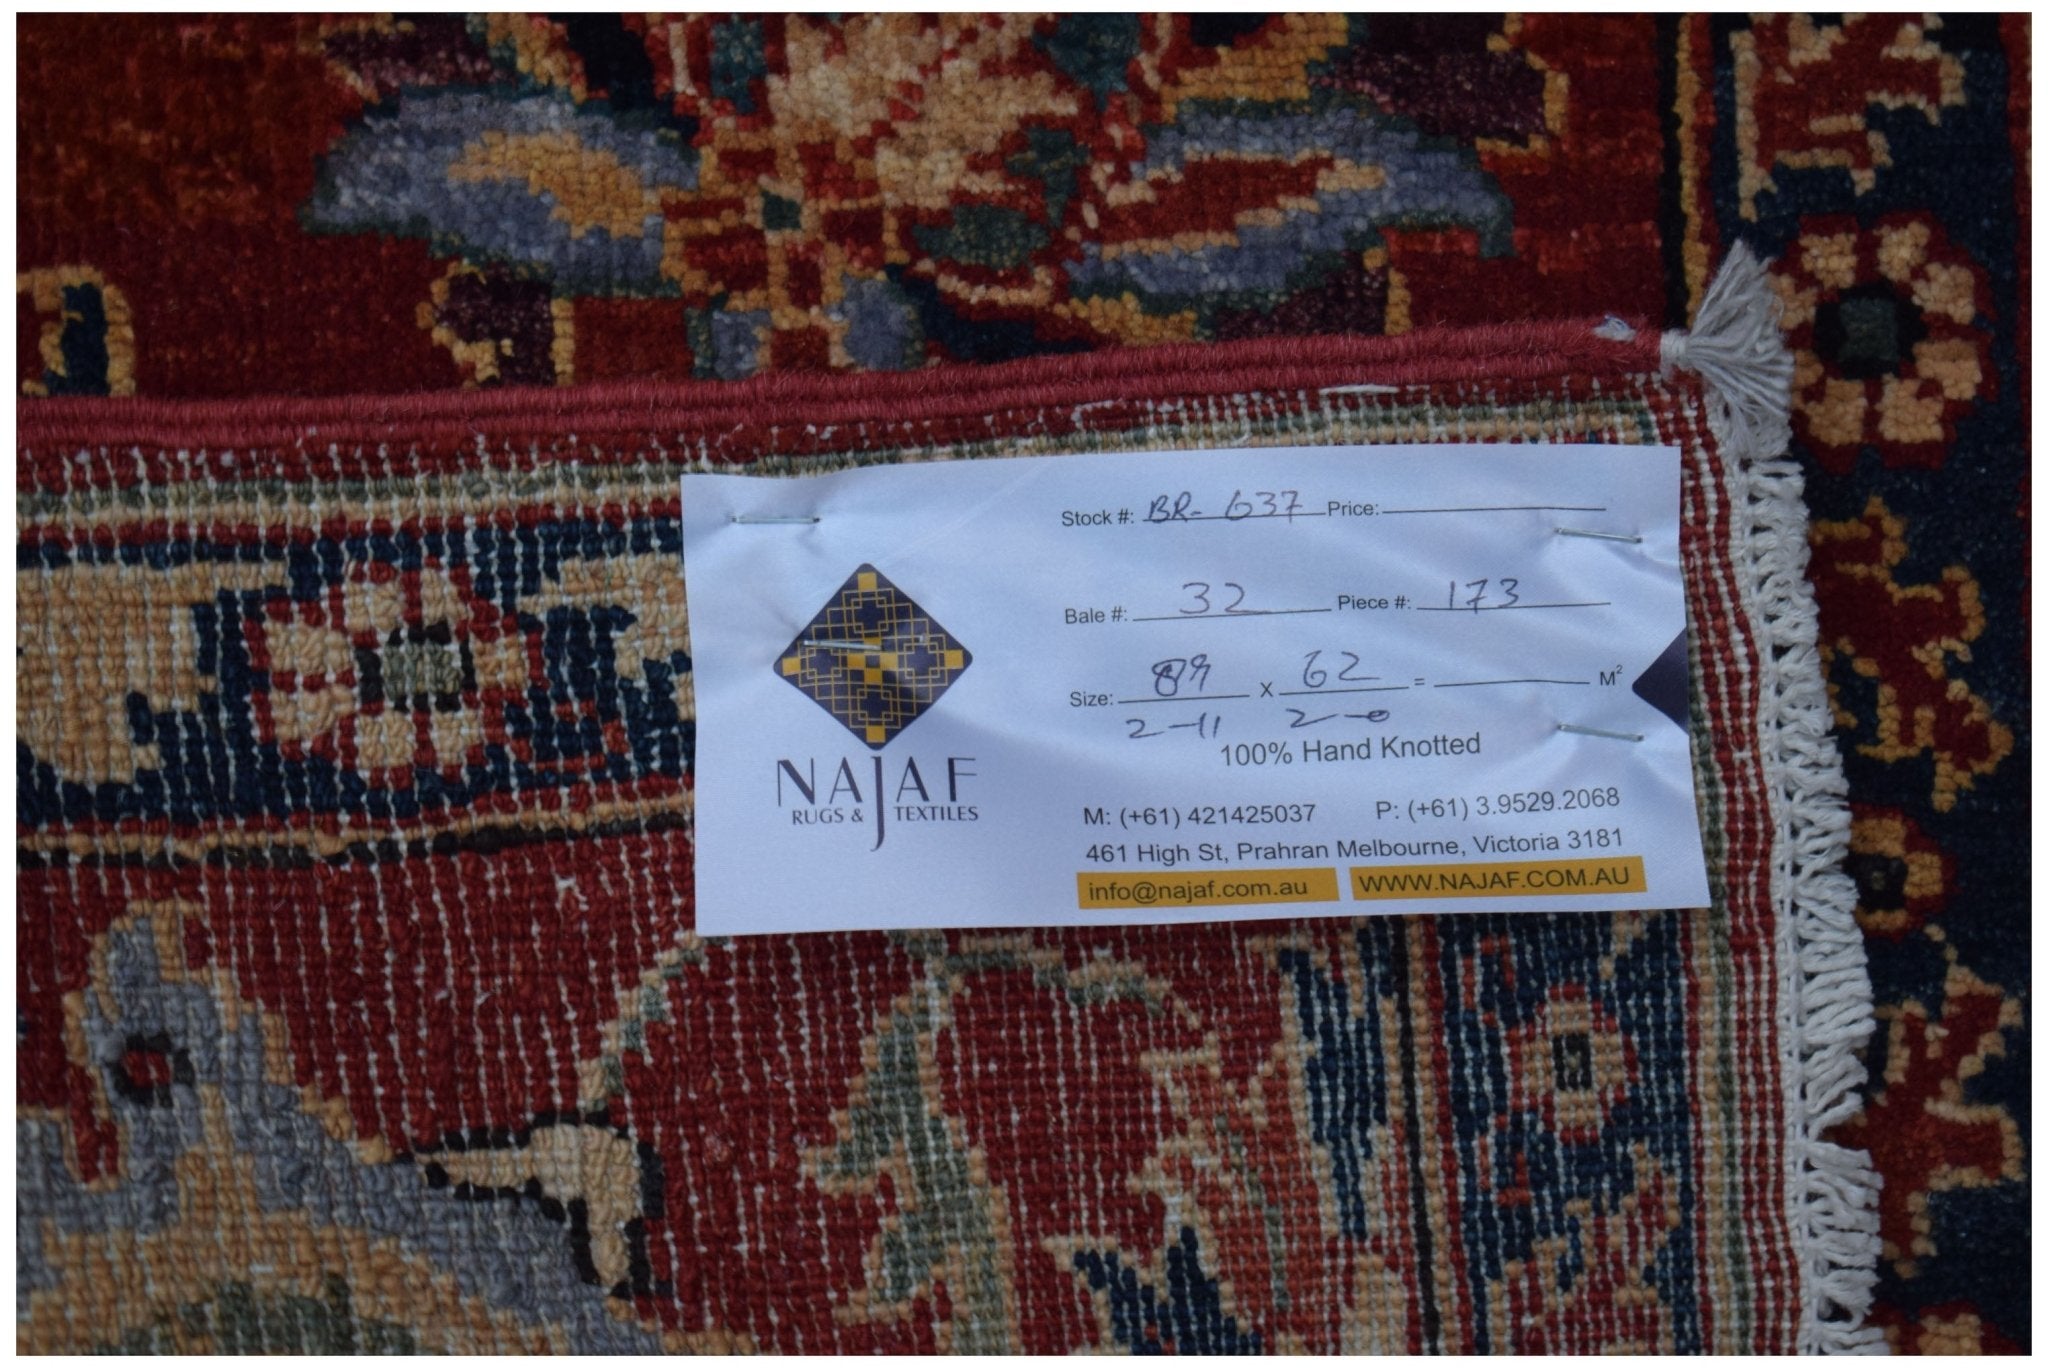 Stock #: BR- 637 Price:
Bale #: 32 Piece #: 173
Size: 89 x 62 = M²
2-11 2-0
100% Hand Knotted
NAJAF
RUGS & TEXTILES
M: (+61) 421425037 P: (+61) 3.9529.2068
461 High St, Prahran Melbourne, Victoria 3181
info@najaf.com.au WWW.NAJAF.COM.AU